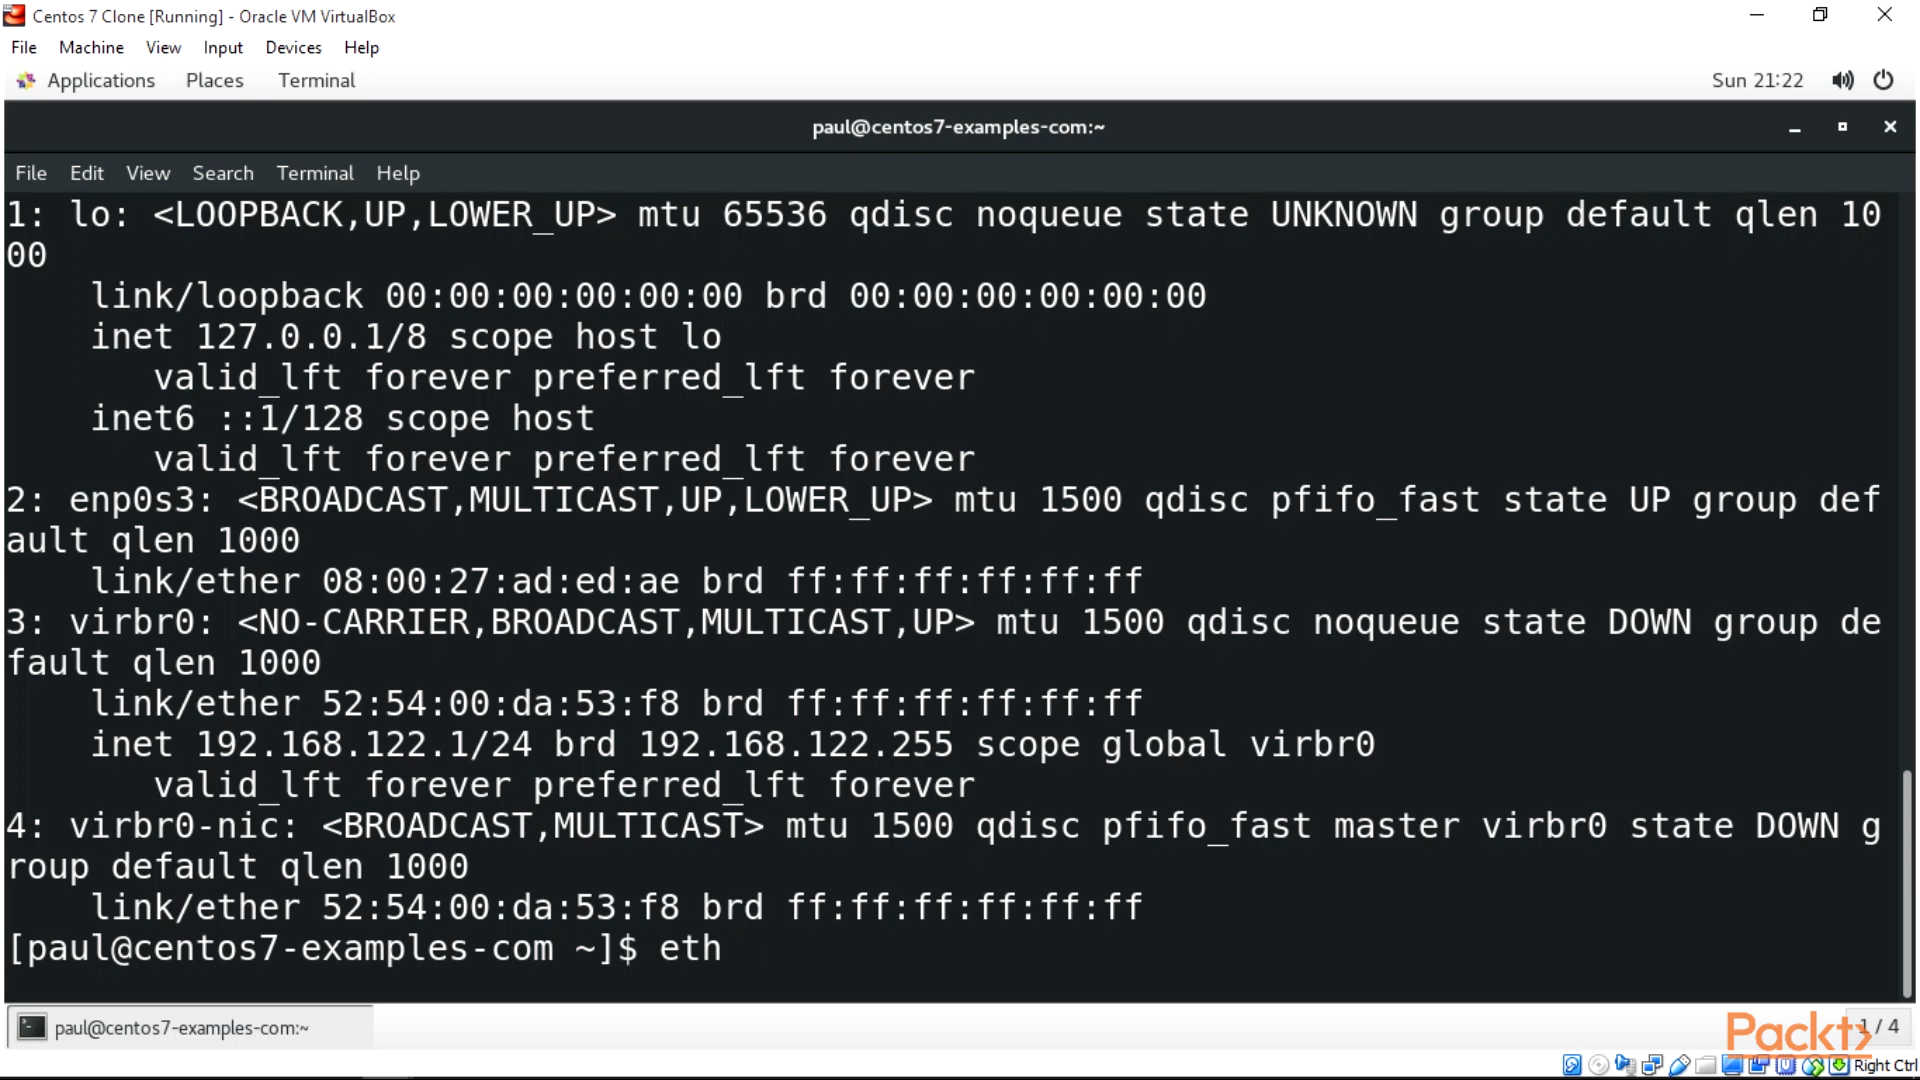 Centos 7 Clone [Running] - Oracle VM VirtualBox
File Machine View Input Devices Help
Applications Places Terminal Sun 21:22
paul@centos7-examples-com:~
File Edit View Search Terminal Help
1: lo: <LOOPBACK,UP,LOWER_UP> mtu 65536 qdisc noqueue state UNKNOWN group default qlen 10
00
link/loopback 00:00:00:00:00:00 brd 00:00:00:00:00:00
inet 127.0.0.1/8 scope host lo
valid_lft forever preferred_lft forever
inet6 ::1/128 scope host
valid_lft forever preferred_lft forever
2: enp0s3: <BROADCAST,MULTICAST,UP,LOWER_UP> mtu 1500 qdisc pfifo_fast state UP group def
ault qlen 1000
link/ether 08:00:27:ad:ed:ae brd ff:ff:ff:ff:ff:ff
3: virbr0: <NO-CARRIER,BROADCAST,MULTICAST,UP> mtu 1500 qdisc noqueue state DOWN group de
fault qlen 1000
link/ether 52:54:00:da:53:f8 brd ff:ff:ff:ff:ff:ff
inet 192.168.122.1/24 brd 192.168.122.255 scope global virbr0
valid_lft forever preferred_lft forever
4: virbr0-nic: <BROADCAST,MULTICAST> mtu 1500 qdisc pfifo_fast master virbr0 state DOWN g
roup default qlen 1000
link/ether 52:54:00:da:53:f8 brd ff:ff:ff:ff:ff:ff
[paul@centos7-examples-com ~]$ eth
paul@centos7-examples-com:~
Packt> 1 / 4
Right Ctrl